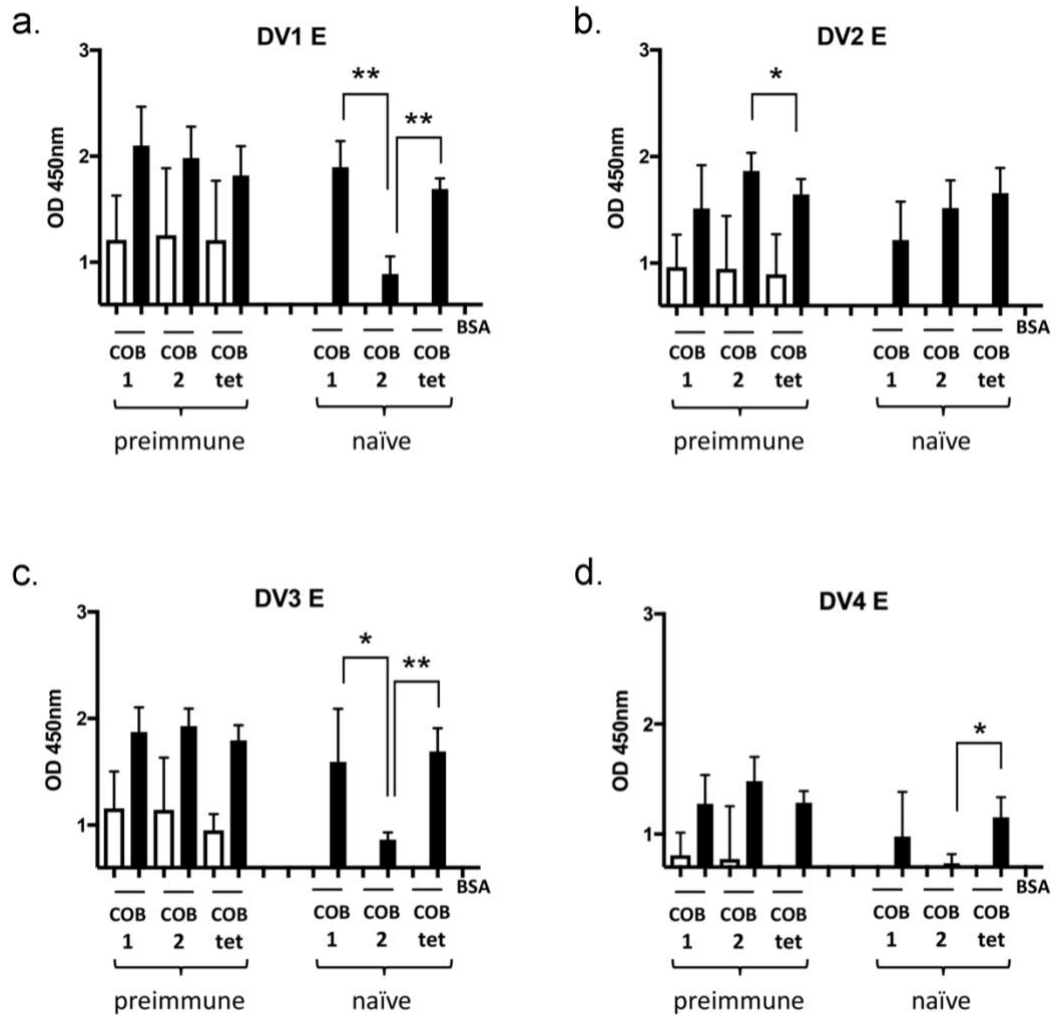 a.
DV1 E
OD 450nm
3
2
1
** **
BSA
COB COB COB COB COB COB
1 2 tet 1 2 tet
preimmune naïve
b.
DV2 E
OD 450nm
3
2
1
*
BSA
COB COB COB COB COB COB
1 2 tet 1 2 tet
preimmune naïve
c.
DV3 E
OD 450nm
3
2
1
* **
BSA
COB COB COB COB COB COB
1 2 tet 1 2 tet
preimmune naïve
d.
DV4 E
OD 450nm
3
2
1
*
BSA
COB COB COB COB COB COB
1 2 tet 1 2 tet
preimmune naïve